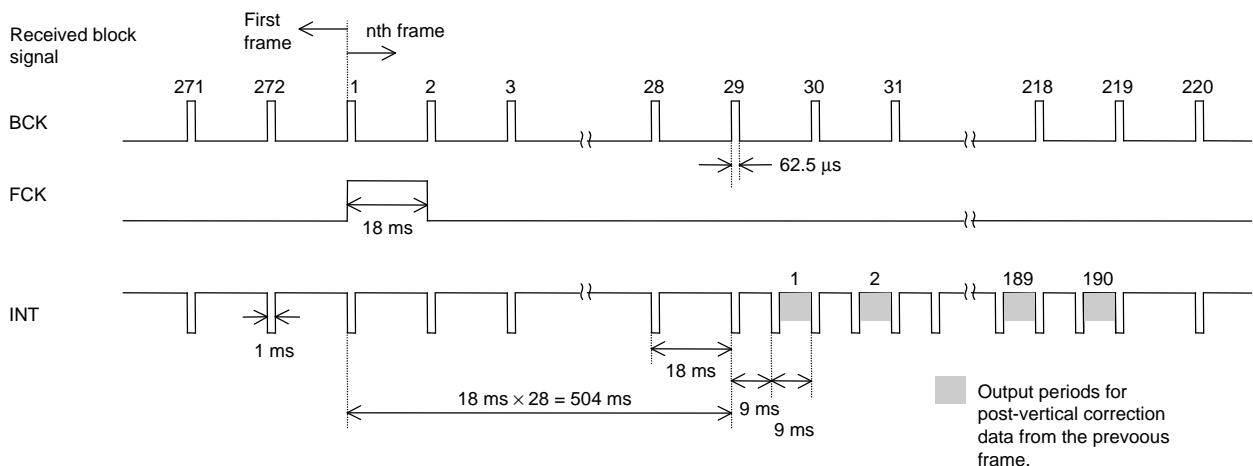 Received block
signal
First
frame
nth frame
271 272 1 2 3 28 29 30 31 218 219 220
BCK
62.5 μs
FCK
18 ms
1 2 189 190
INT
1 ms
18 ms
18 ms × 28 = 504 ms
9 ms
9 ms
Output periods for
post-vertical correction
data from the prevoous
frame.